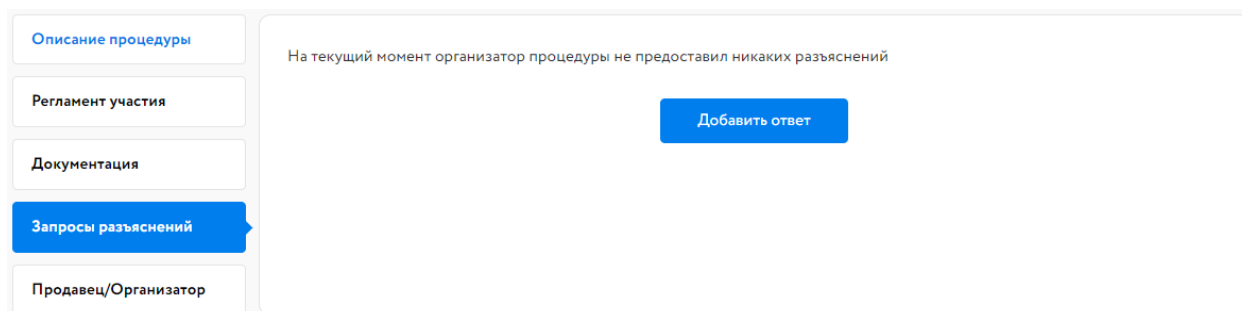 Описание процедуры
Регламент участия
Документация
Запросы разъяснений
Продавец/Организатор
На текущий момент организатор процедуры не предоставил никаких разъяснений
Добавить ответ